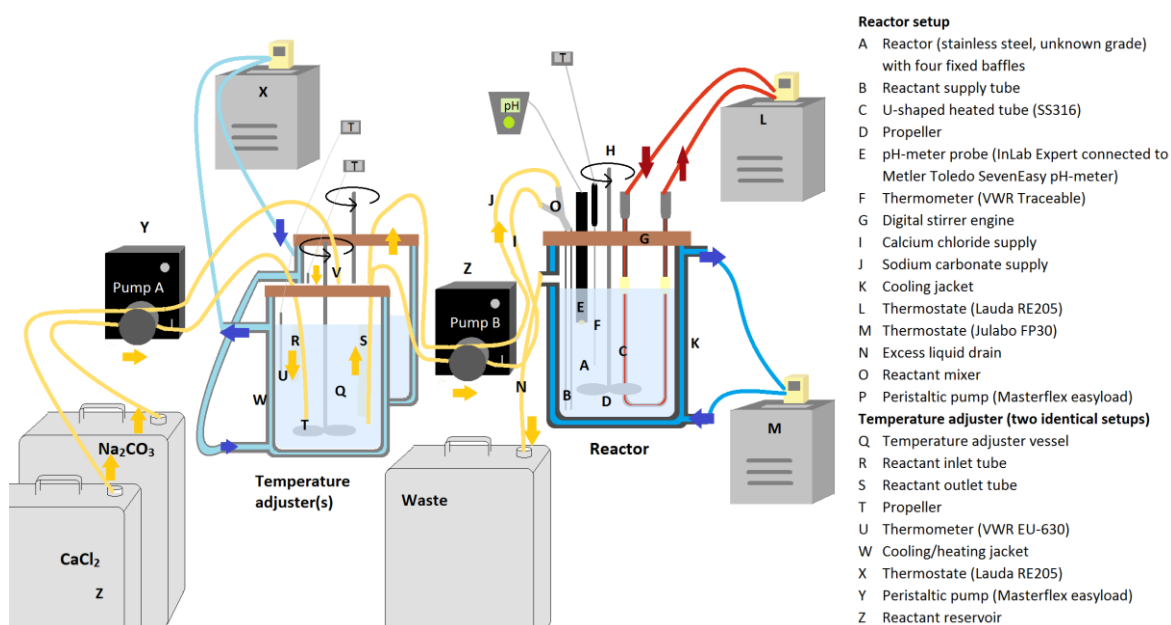 X
T
T
Y
Pump A
V
R
S
U
Q
W
T
Temperature
adjuster(s)
Na₂CO₃
CaCl₂
Z
Waste
pH
T
H
J
O
I
G
Z
Pump B
E
F
C
K
A
B
D
N
Reactor
L
M
Reactor setup
A Reactor (stainless steel, unknown grade)
with four fixed baffles
B Reactant supply tube
C U-shaped heated tube (SS316)
D Propeller
E pH-meter probe (InLab Expert connected to
Metler Toledo SevenEasy pH-meter)
F Thermometer (VWR Traceable)
G Digital stirrer engine
I Calcium chloride supply
J Sodium carbonate supply
K Cooling jacket
L Thermostate (Lauda RE205)
M Thermostate (Julabo FP30)
N Excess liquid drain
O Reactant mixer
P Peristaltic pump (Masterflex easyload)
Temperature adjuster (two identical setups)
Q Temperature adjuster vessel
R Reactant inlet tube
S Reactant outlet tube
T Propeller
U Thermometer (VWR EU-630)
W Cooling/heating jacket
X Thermostate (Lauda RE205)
Y Peristaltic pump (Masterflex easyload)
Z Reactant reservoir